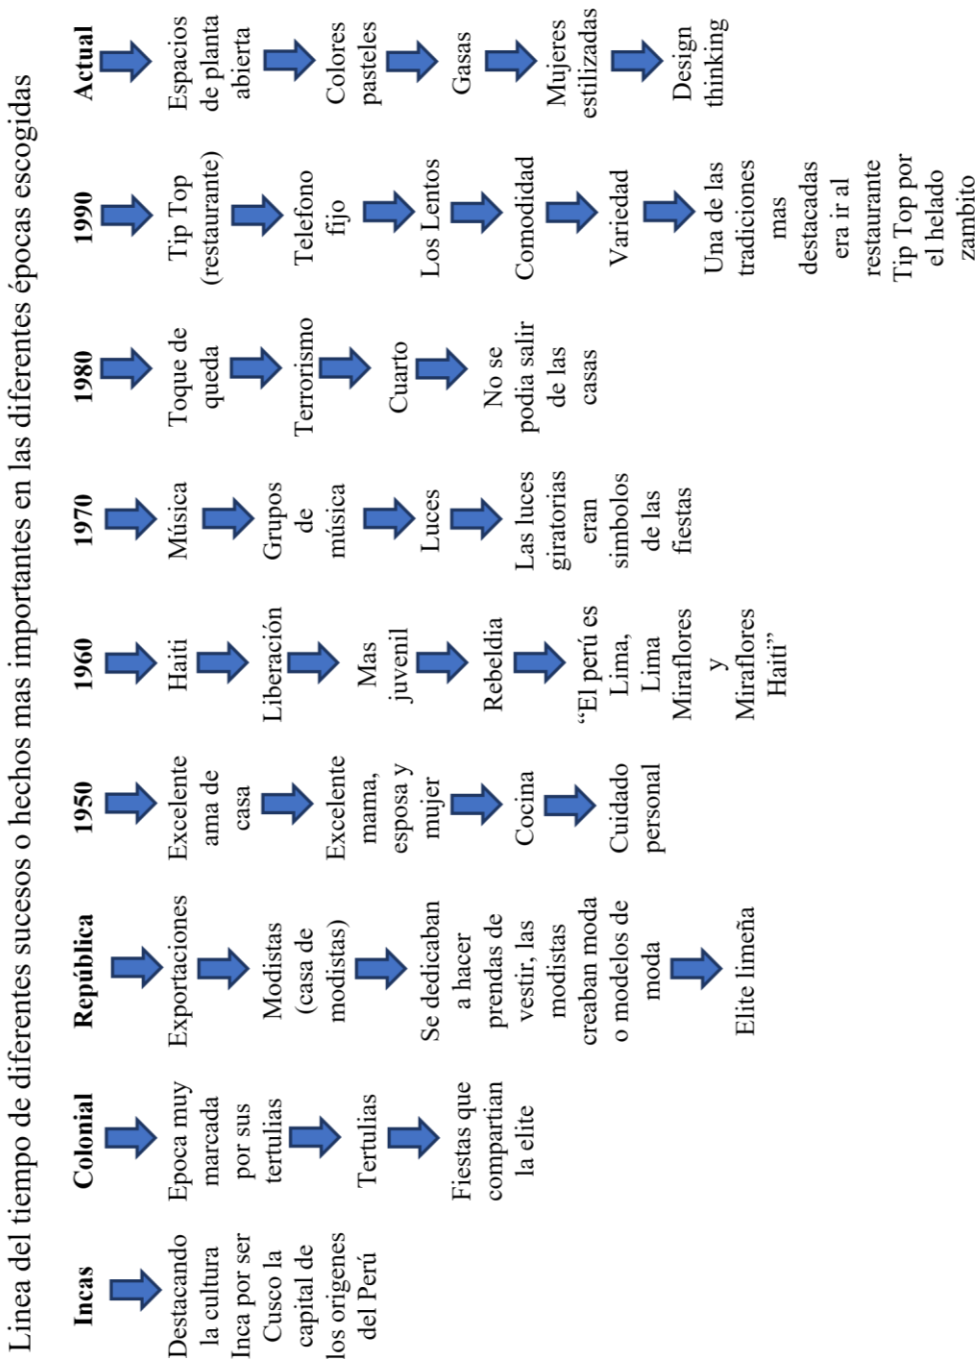 Linea del tiempo de diferentes sucesos o hechos mas importantes en las diferentes épocas escogidas
Incas
Destacando
la cultura
Inca por ser
Cusco la
capital de
los origenes
del Perú
Colonial
Epoca muy
marcada
por sus
tertulias
Tertulias
Fiestas que
compartian
la elite
República
Exportaciones
Modistas
(casa de
modistas)
Se dedicaban
a hacer
prendas de
vestir, las
modistas
creaban moda
o modelos de
moda
Elite limeña
1950
Excelente
ama de
casa
Excelente
mama,
esposa y
mujer
Cocina
Cuidado
personal
1960
Haiti
Liberación
Mas
juvenil
Rebeldia
“El perú es
Lima,
Lima
Miraflores
y
Miraflores
Haiti”
1970
Música
Grupos
de
música
Luces
Las luces
giratorias
eran
simbolos
de las
fiestas
1980
Toque de
queda
Terrorismo
Cuarto
No se
podia salir
de las
casas
1990
Tip Top
(restaurante)
Telefono
fijo
Los Lentos
Comodidad
Variedad
Una de las
tradiciones
mas
destacadas
era ir al
restaurante
Tip Top por
el helado
zambito
Actual
Espacios
de planta
abierta
Colores
pasteles
Gasas
Mujeres
estilizadas
Design
thinking